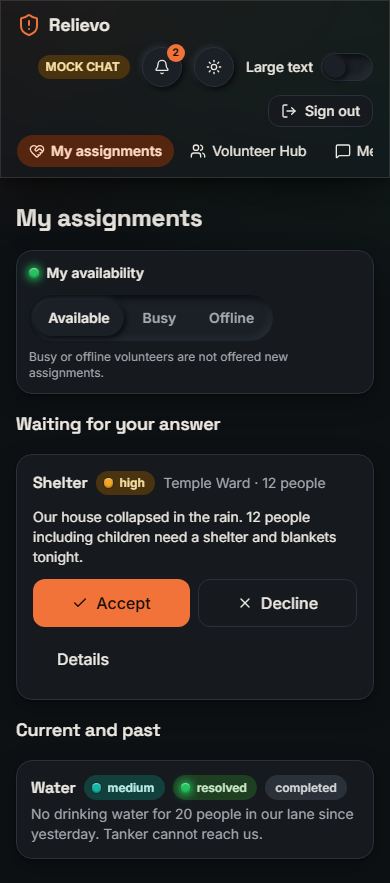 Relievo
MOCK CHAT
2
Large text
Sign out
My assignments
Volunteer Hub
Me
My assignments
My availability
Available
Busy
Offline
Busy or offline volunteers are not offered new
assignments.
Waiting for your answer
Shelter
high
Temple Ward · 12 people
Our house collapsed in the rain. 12 people
including children need a shelter and blankets
tonight.
Accept
Decline
Details
Current and past
Water
medium
resolved
completed
No drinking water for 20 people in our lane since
yesterday. Tanker cannot reach us.